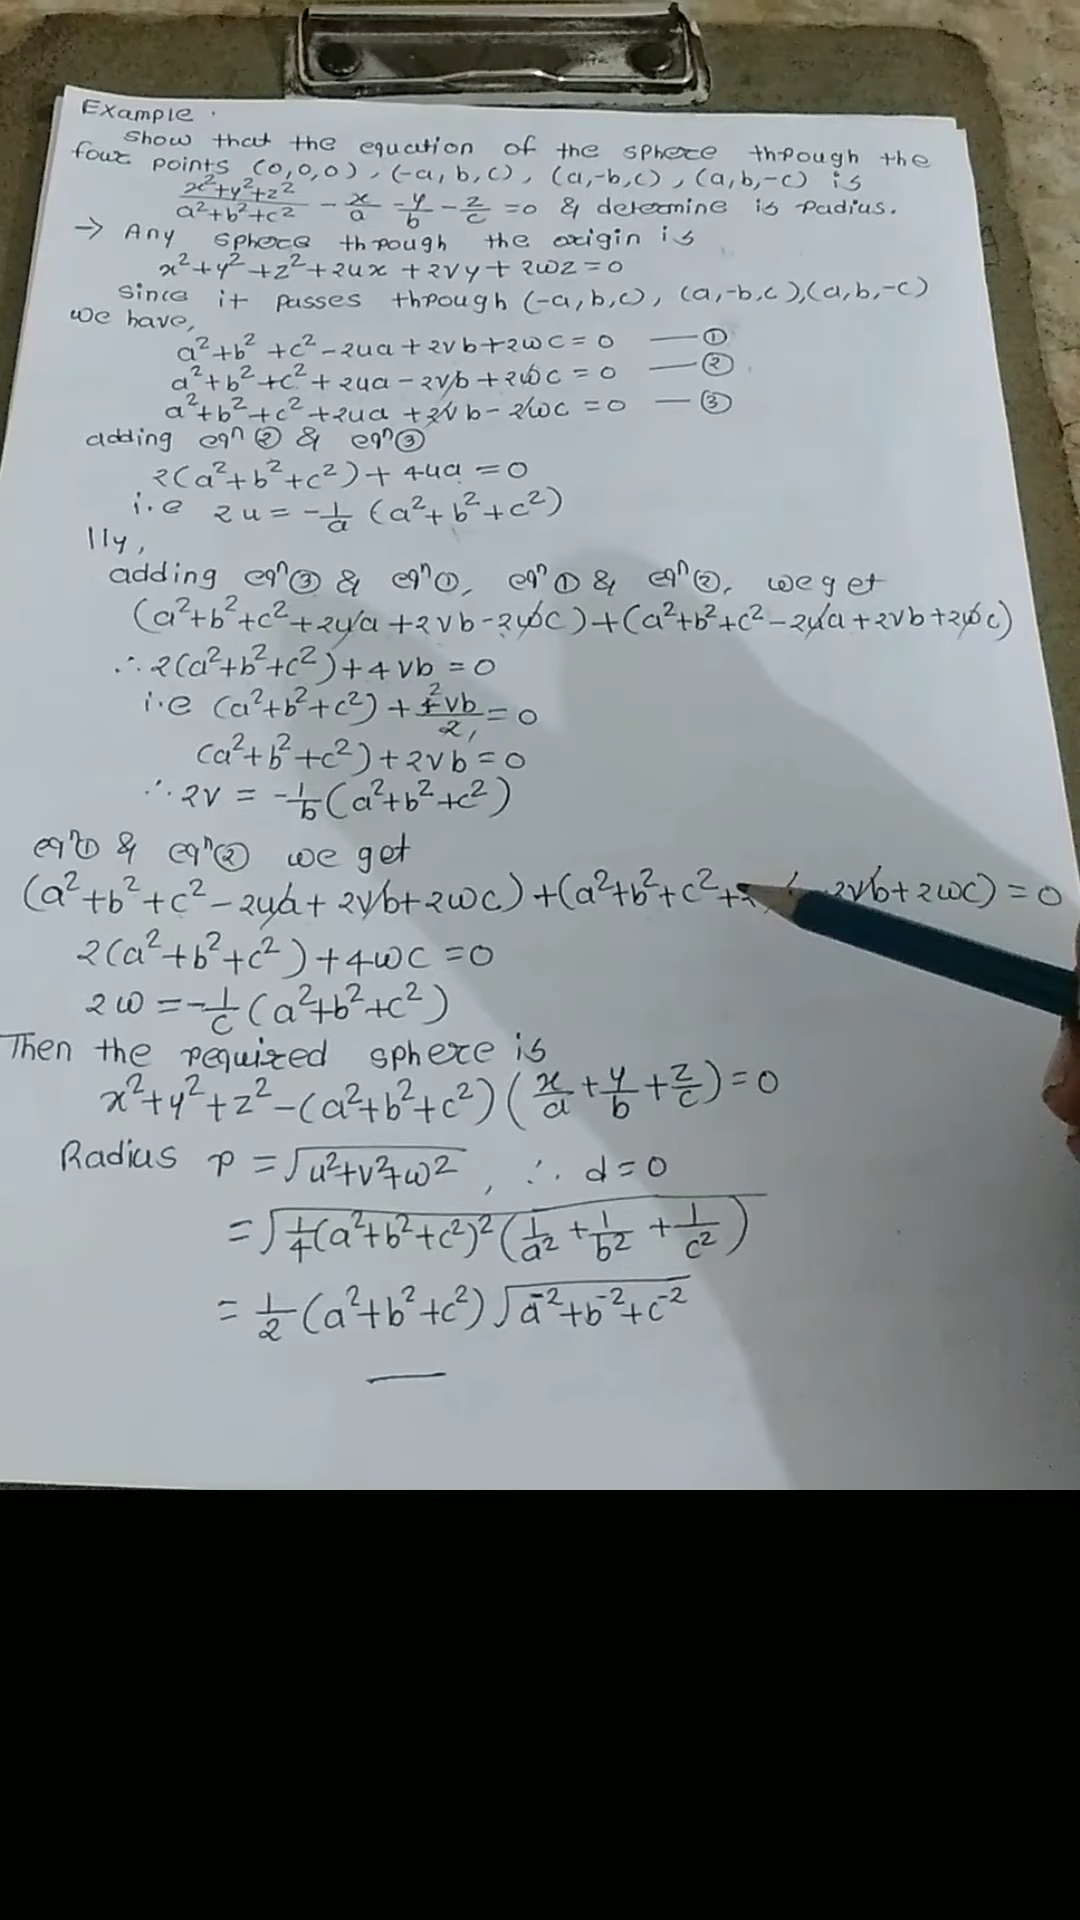 Example.
Show that the equation of the sphere through the
four points (0,0,0), (-a, b, c), (a,-b,c), (a,b,-c) is
x²+y²+z²/a²+b²+c² - x/a - y/b - z/c = 0 & determine is radius.
→ Any sphere through the origin is
x²+y²+z²+2ux+2vy+2wz=0
Since it passes through (-a,b,c), (a,-b,c),(a,b,-c)
we have,
a²+b²+c²-2ua+2vb+2wc=0 —①
a²+b²+c²+2ua-2vb+2wc=0 —②
a²+b²+c²+2ua+2vb-2wc=0 —③
adding eqⁿ② & eqⁿ③
2(a²+b²+c²)+4ua=0
i.e 2u=-1/a (a²+b²+c²)
lly,
adding eqⁿ③ & eqⁿ①, eqⁿ① & eqⁿ②, we get
(a²+b²+c²+2ua+2vb-2wc)+(a²+b²+c²-2ua+2vb+2wc)
∴ 2(a²+b²+c²)+4vb=0
i.e (a²+b²+c²)+4̶²vb/2̶₁=0
(a²+b²+c²)+2vb=0
∴ 2v = -1/b(a²+b²+c²)
eqⁿ① & eqⁿ② we get
(a²+b²+c²-2ua+2vb+2wc)+(a²+b²+c²+ 2vb+2wc)=0
2(a²+b²+c²)+4wc=0
2w=-1/c(a²+b²+c²)
Then the required sphere is
x²+y²+z²-(a²+b²+c²)(x/a+y/b+z/c)=0
Radius r=√u²+v²+w², ∴ d=0
=√1/4(a²+b²+c²)²(1/a²+1/b²+1/c²)
=1/2(a²+b²+c²)√a⁻²+b⁻²+c⁻²